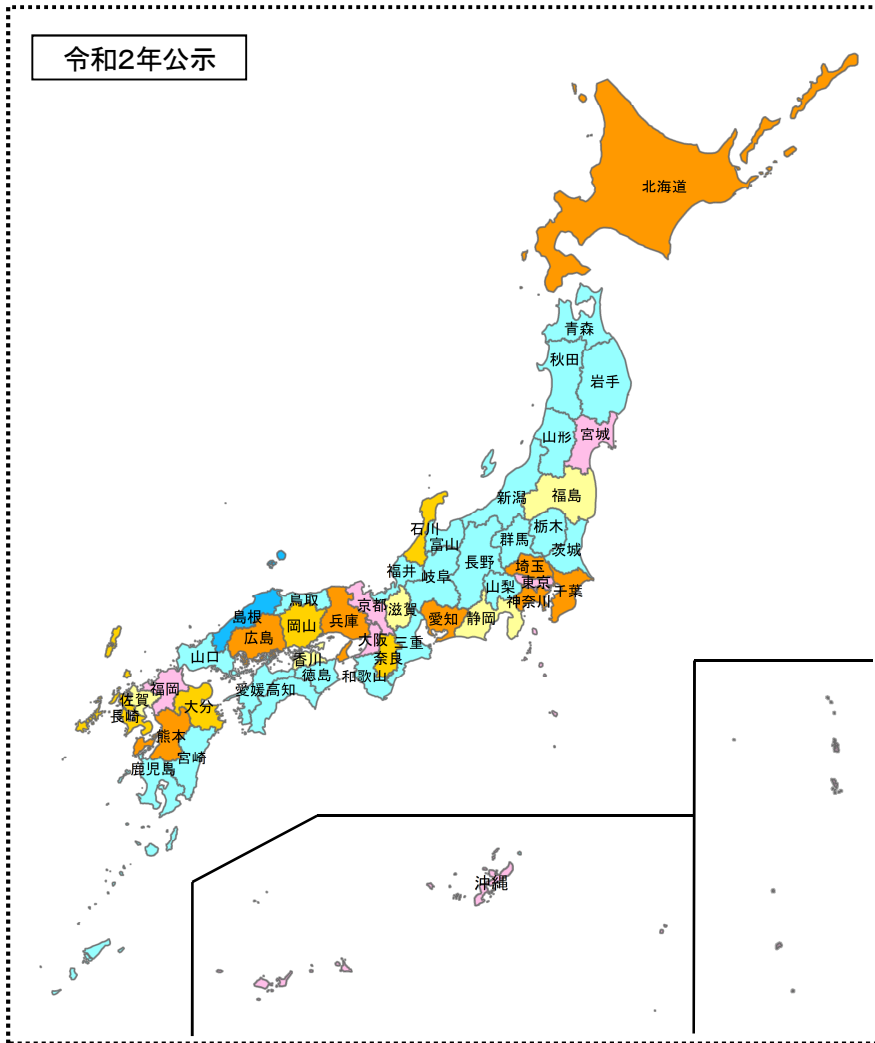 令和2年公示
北海道
青森
秋田
岩手
山形
宮城
新潟
福島
石川
富山
群馬
栃木
茨城
福井
岐阜
長野
埼玉
山梨
東京
神奈川
千葉
鳥取
京都
滋賀
愛知
静岡
島根
岡山
兵庫
広島
大阪
三重
山口
香川
奈良
徳島
和歌山
愛媛
高知
福岡
佐賀
大分
長崎
熊本
宮崎
鹿児島
沖縄